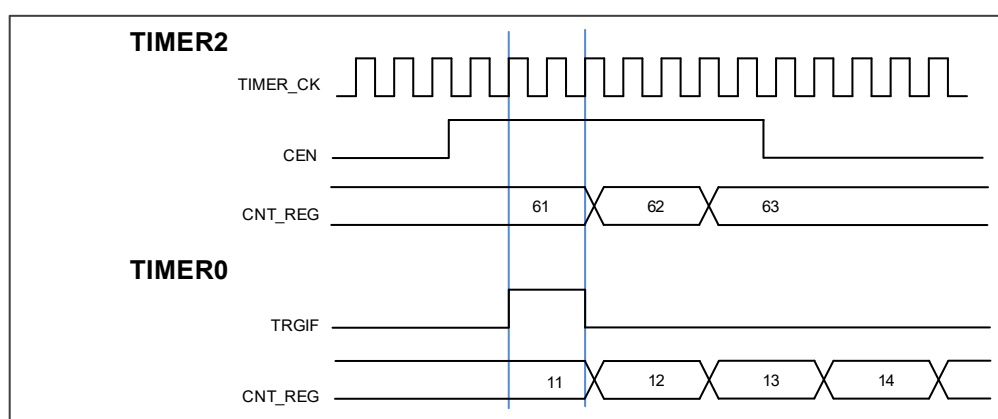 TIMER2
TIMER_CK
CEN
CNT_REG 61 62 63
TIMER0
TRGIF
CNT_REG 11 12 13 14